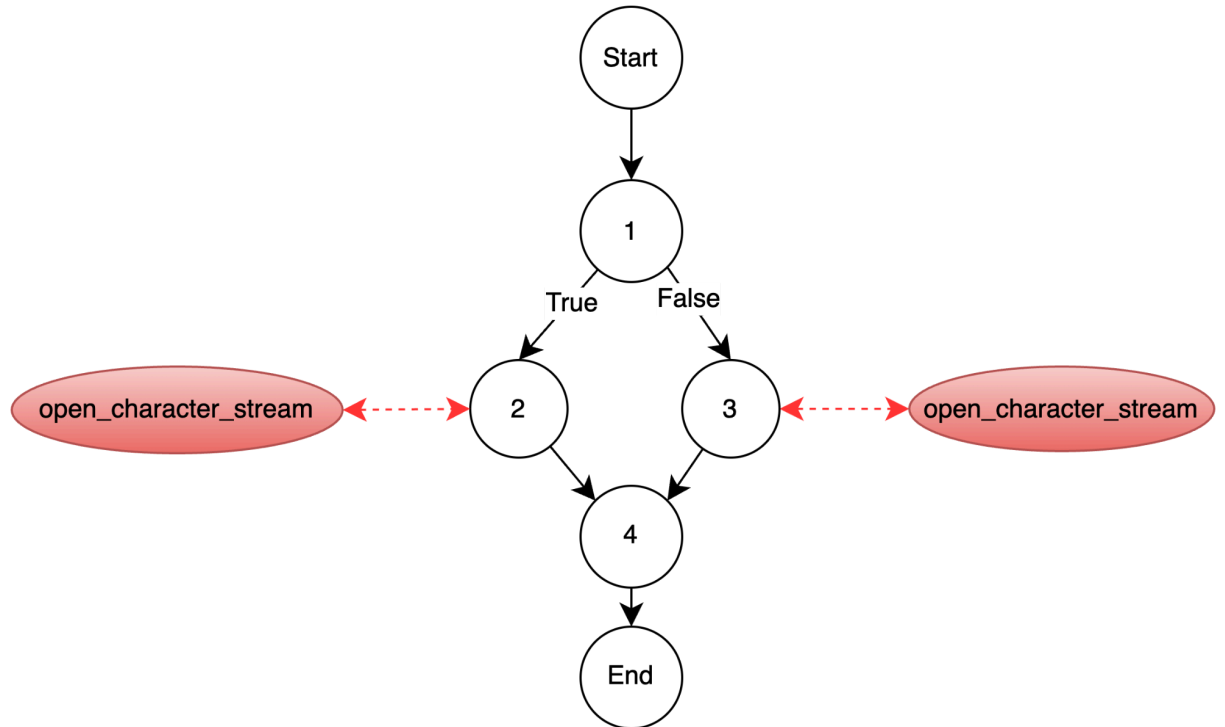 Start
1
True
False
open_character_stream
2
3
open_character_stream
4
End